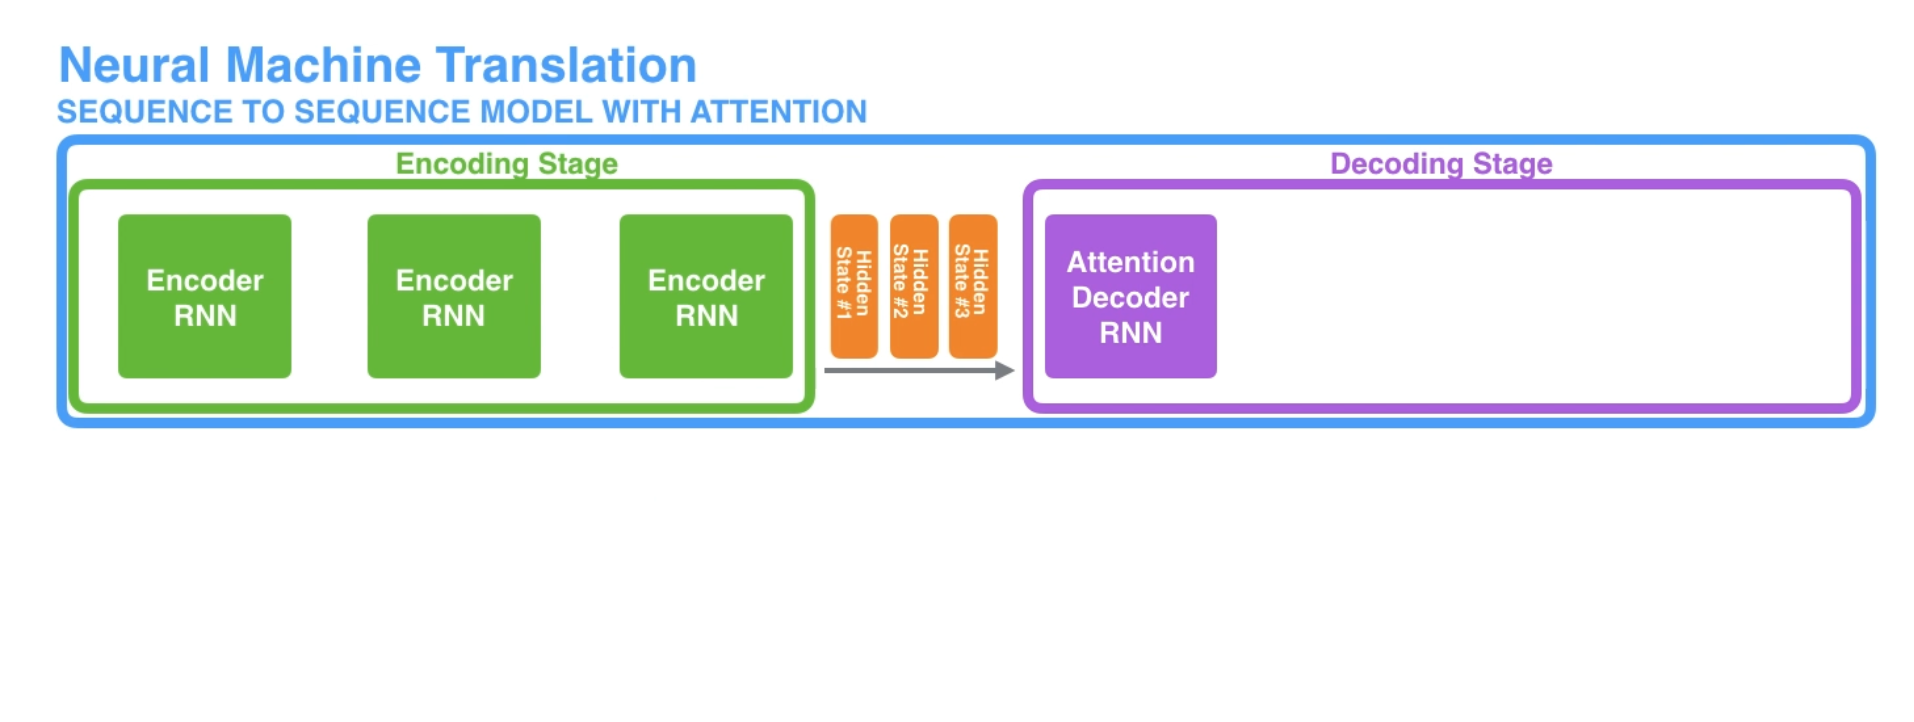 Neural Machine Translation
SEQUENCE TO SEQUENCE MODEL WITH ATTENTION
Encoding Stage
Decoding Stage
Encoder
RNN
Encoder
RNN
Encoder
RNN
Hidden
State #1
Hidden
State #2
Hidden
State #3
Attention
Decoder
RNN